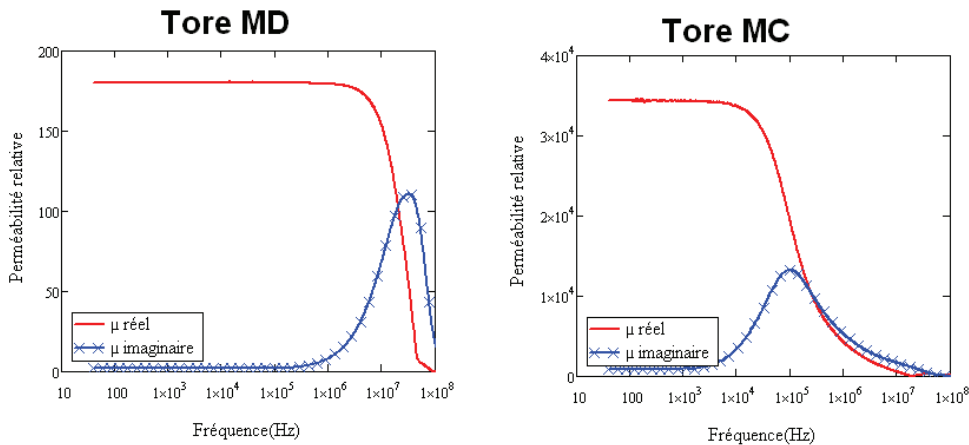 Tore MD
200
150
100
50
0
Perméabilité relative
μ réel
μ imaginaire
10 100 1×10³ 1×10⁴ 1×10⁵ 1×10⁶ 1×10⁷ 1×10⁸
Fréquence(Hz)
Tore MC
4×10⁴
3×10⁴
2×10⁴
1×10⁴
0
Perméabilité relative
μ réel
μ imaginaire
10 100 1×10³ 1×10⁴ 1×10⁵ 1×10⁶ 1×10⁷ 1×10⁸
Fréquence(Hz)